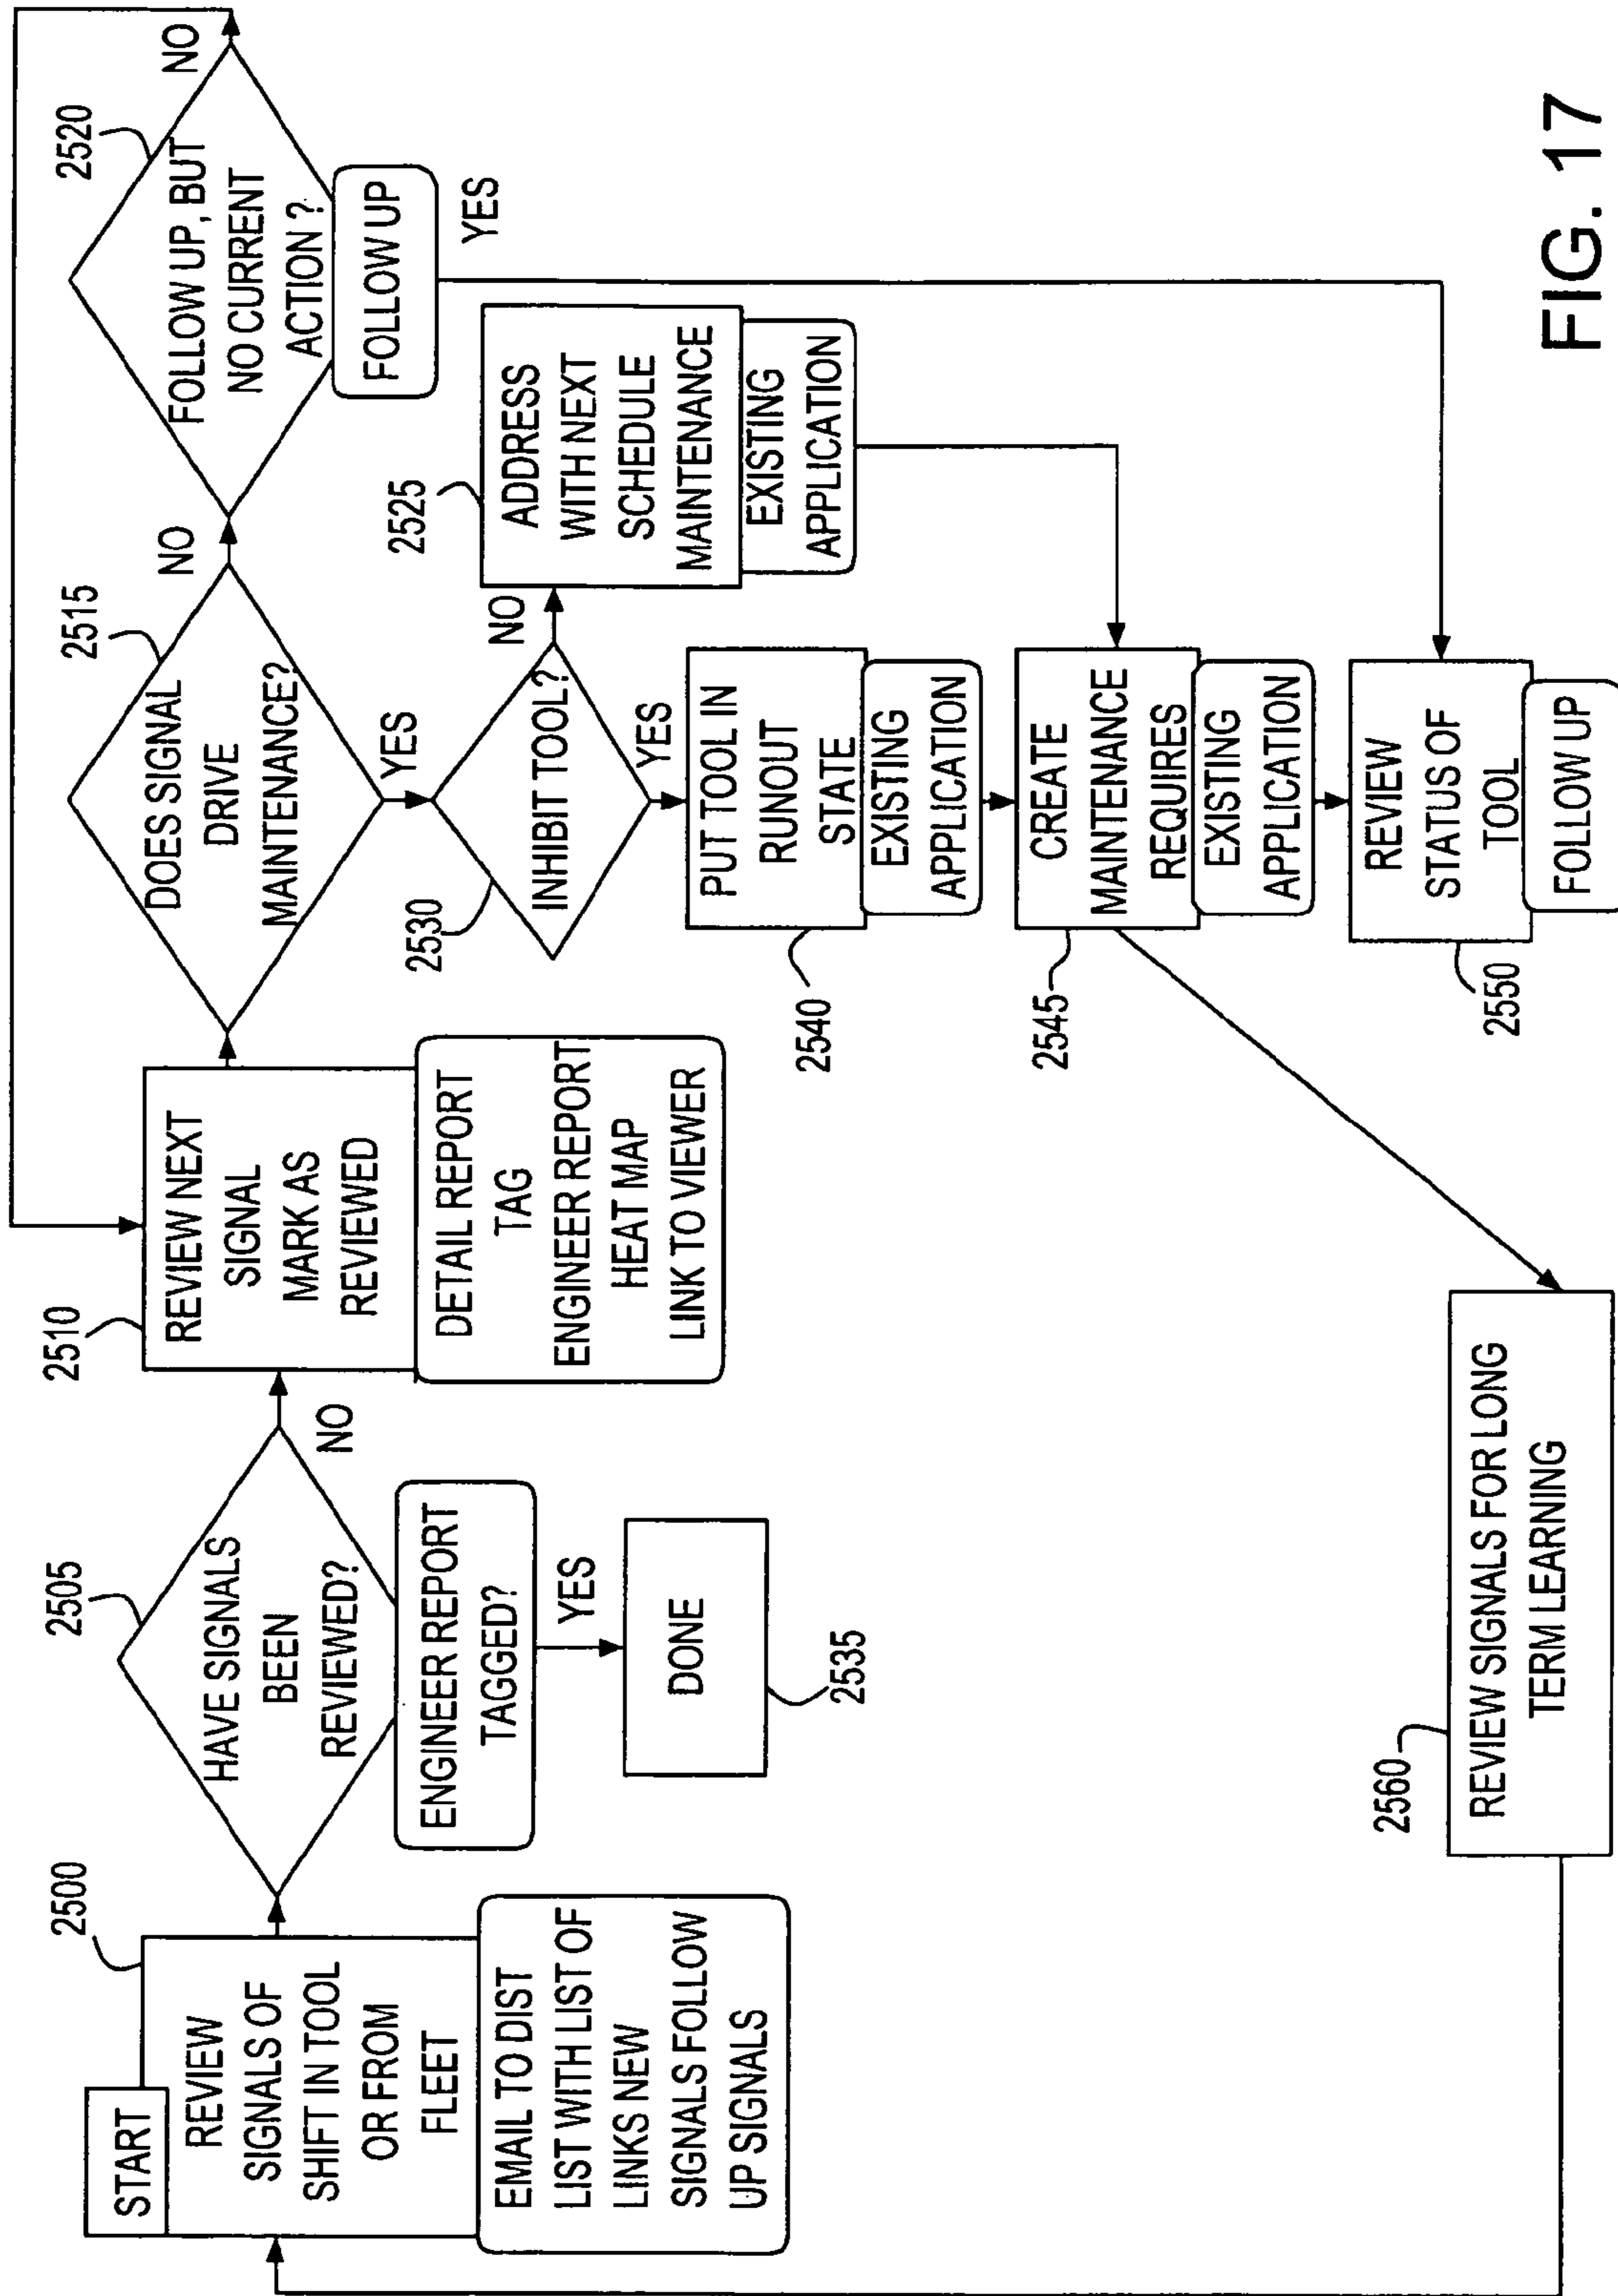 START
2500
REVIEW
SIGNALS OF
SHIFT IN TOOL
OR FROM
FLEET
EMAIL TO DIST
LIST WITH LIST OF
LINKS NEW
SIGNALS FOLLOW
UP SIGNALS
2505
HAVE SIGNALS
BEEN
REVIEWED?
ENGINEER REPORT
TAGGED?
NO
YES
DONE
2535
2510
REVIEW NEXT
SIGNAL
MARK AS
REVIEWED
DETAIL REPORT
TAG
ENGINEER REPORT
HEAT MAP
LINK TO VIEWER
2515
DOES SIGNAL
DRIVE
MAINTENANCE?
NO
YES
2520
FOLLOW UP, BUT
NO CURRENT
ACTION ?
FOLLOW UP
NO
YES
2530
INHIBIT TOOL?
NO
YES
2525
ADDRESS
WITH NEXT
SCHEDULE
MAINTENANCE
EXISTING
APPLICATION
2540
PUT TOOL IN
RUNOUT
STATE
EXISTING
APPLICATION
2545
CREATE
MAINTENANCE
REQUIRES
EXISTING
APPLICATION
2550
REVIEW
STATUS OF
TOOL
FOLLOW UP
2560
REVIEW SIGNALS FOR LONG
TERM LEARNING
FIG. 17